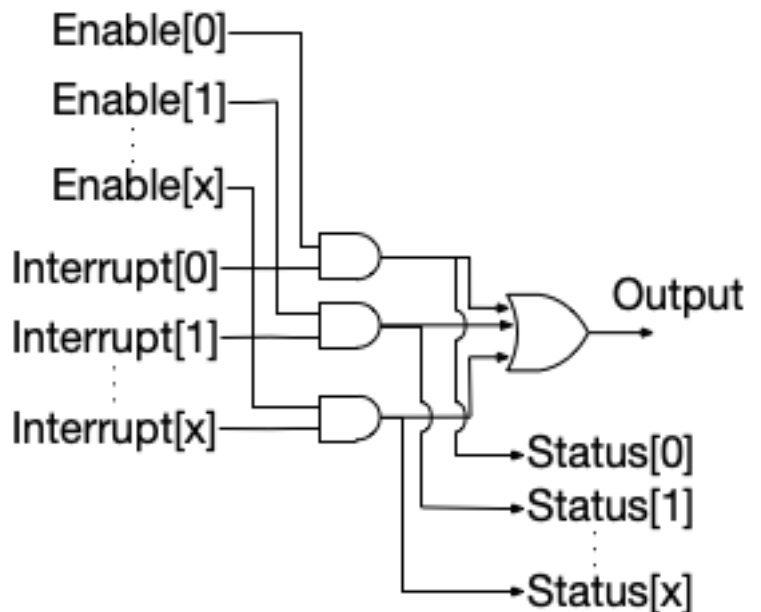 Enable[0]
Enable[1]
Enable[x]
Interrupt[0]
Interrupt[1]
Interrupt[x]
Output
Status[0]
Status[1]
Status[x]